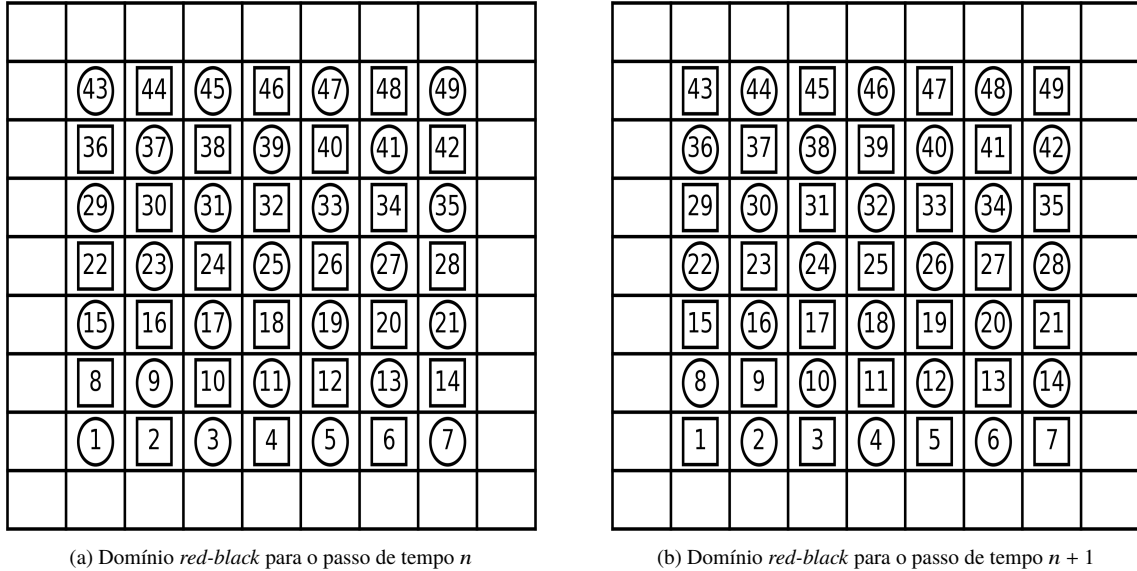 43 44 45 46 47 48 49
36 37 38 39 40 41 42
29 30 31 32 33 34 35
22 23 24 25 26 27 28
15 16 17 18 19 20 21
8 9 10 11 12 13 14
1 2 3 4 5 6 7
(a) Domínio red-black para o passo de tempo n
43 44 45 46 47 48 49
36 37 38 39 40 41 42
29 30 31 32 33 34 35
22 23 24 25 26 27 28
15 16 17 18 19 20 21
8 9 10 11 12 13 14
1 2 3 4 5 6 7
(b) Domínio red-black para o passo de tempo n + 1